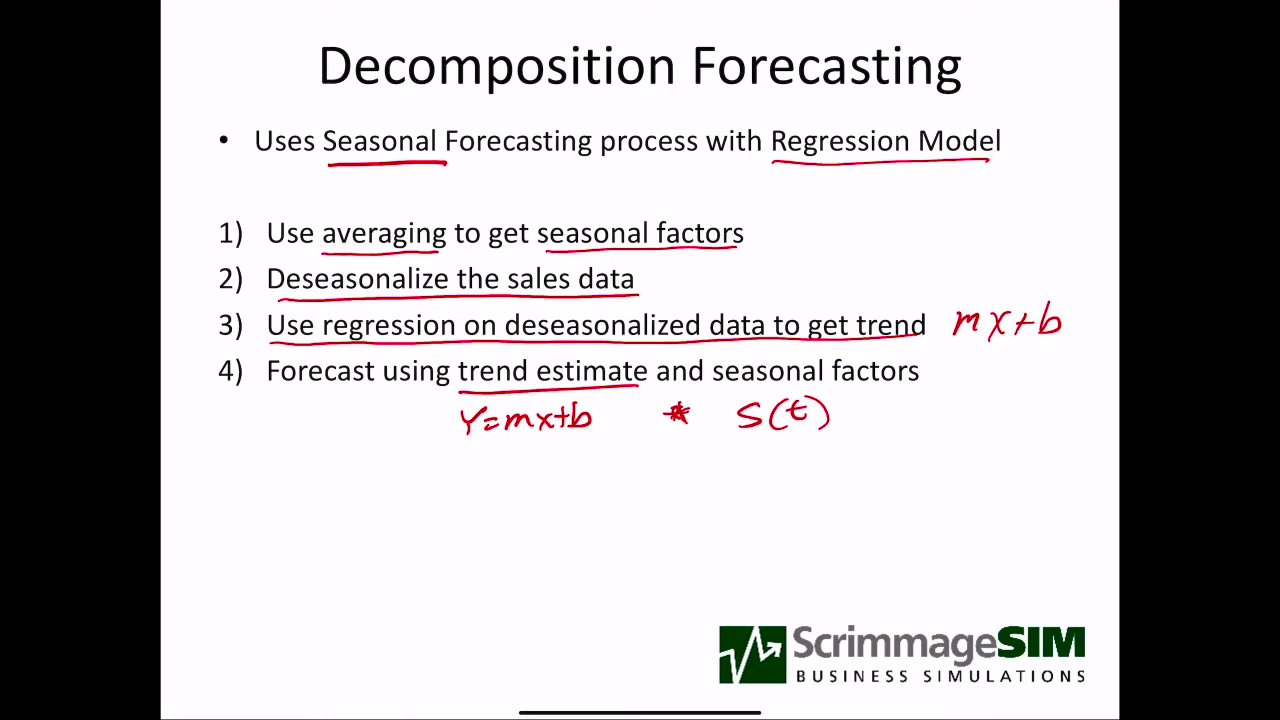 Decomposition Forecasting
• Uses Seasonal Forecasting process with Regression Model
1) Use averaging to get seasonal factors
2) Deseasonalize the sales data
3) Use regression on deseasonalized data to get trend mx+b
4) Forecast using trend estimate and seasonal factors
Y=mx+b * S(t)
ScrimmageSIM
BUSINESS SIMULATIONS